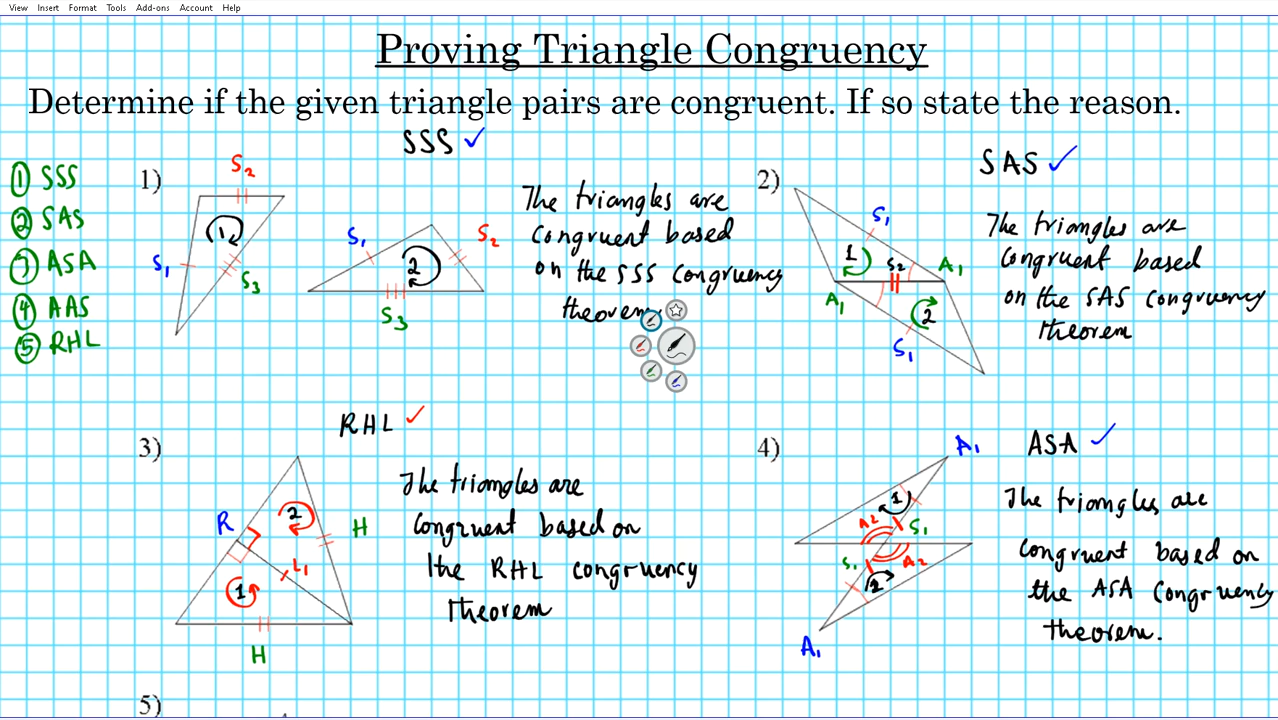 View Insert Format Tools Add-ons Account Help
Proving Triangle Congruency
Determine if the given triangle pairs are congruent. If so state the reason.
① SSS
② SAS
③ ASA
④ AAS
⑤ RHL
1)
SSS ✓
S₂
1
S₁
S₃
S₁
S₂
2
S₃
The triangles are
congruent based
on the SSS congruency
theorem
2)
SAS ✓
S₁
1
S₂
A₁
A₁
2
S₁
The triangles are
congruent based
on the SAS congruency
theorem
3)
RHL ✓
R
2
H
L₁
1
H
The triangles are
congruent based on
the RHL congruency
theorem
4)
ASA ✓
A₁
1
A2
S₁
S₁
A2
2
A₁
The triangles are
congruent based on
the ASA congruency
theorem.
5)